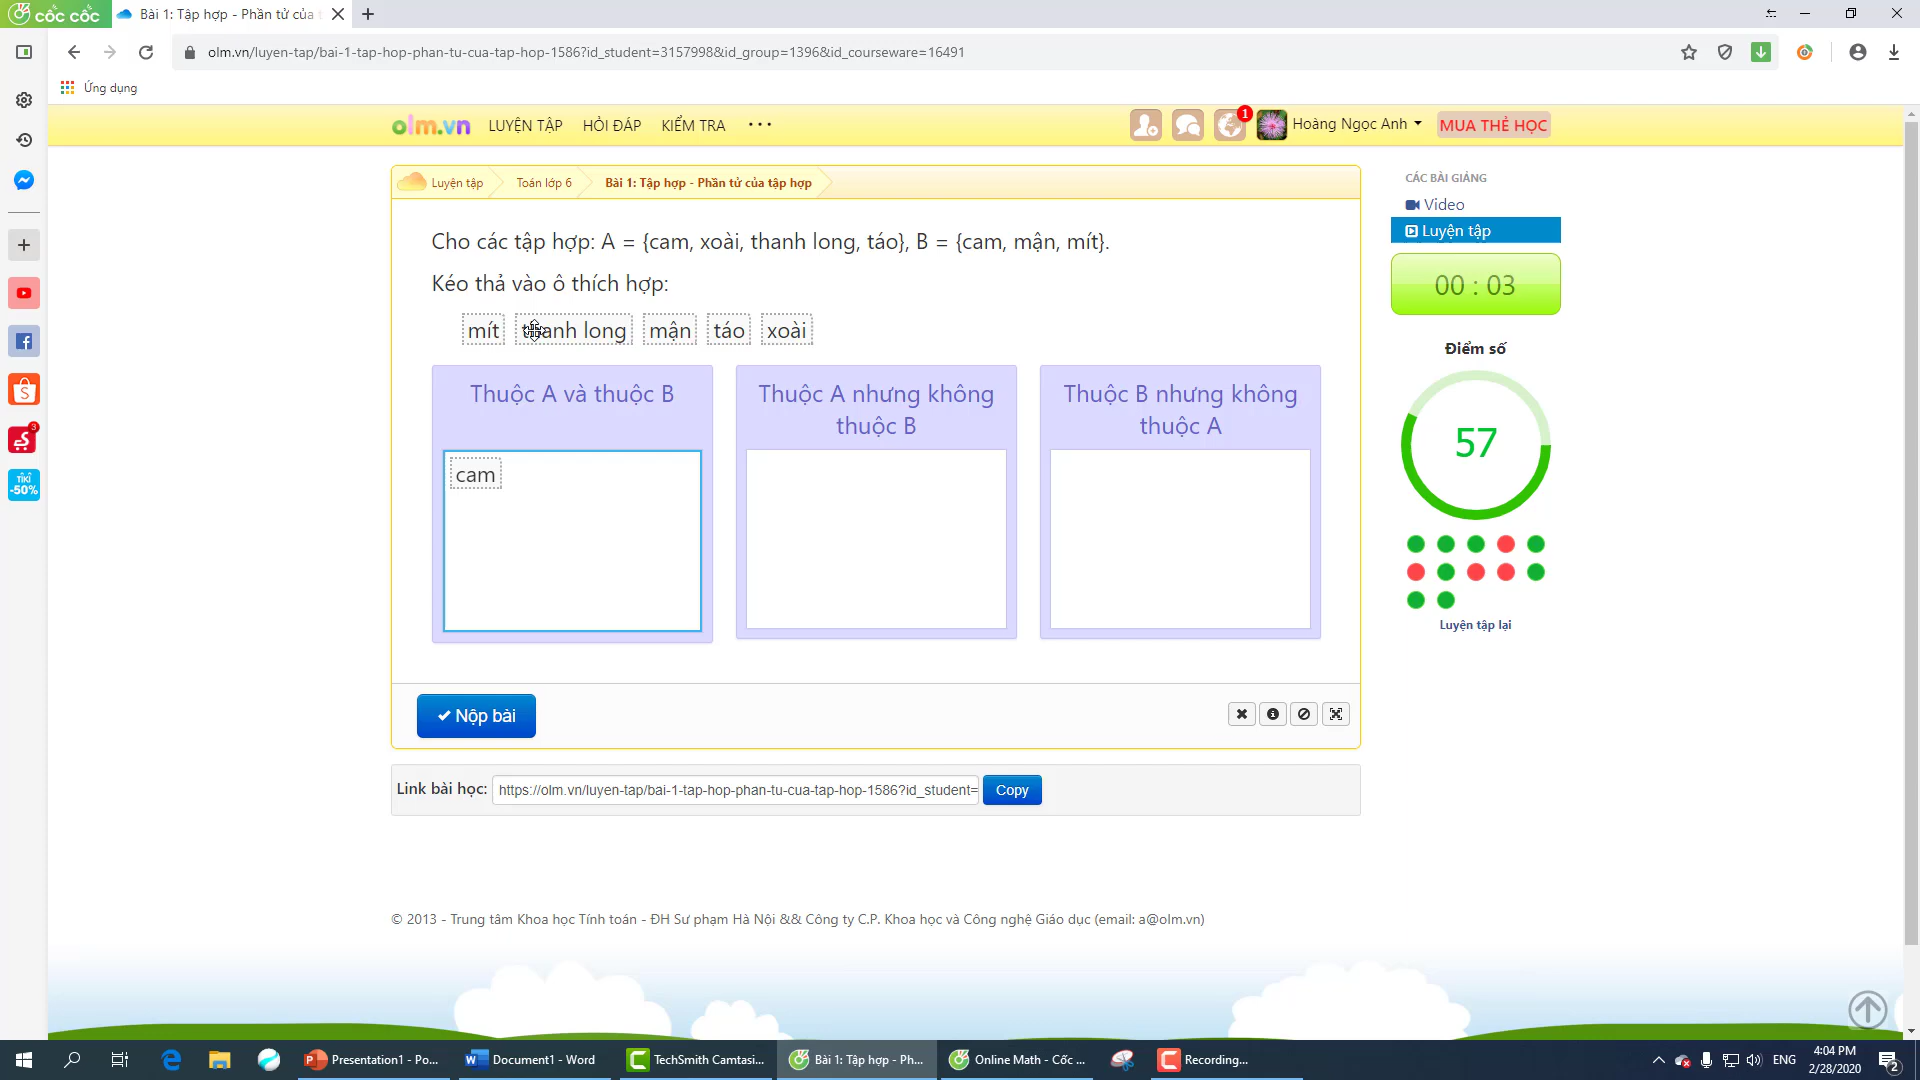 cốc cốc
Bài 1: Tập hợp - Phần tử của t
olm.vn/luyen-tap/bai-1-tap-hop-phan-tu-cua-tap-hop-1586?id_student=3157998&id_group=1396&id_courseware=16491
Ứng dụng
olm.vn LUYỆN TẬP HỎI ĐÁP KIỂM TRA ••• 1 Hoàng Ngọc Anh MUA THẺ HỌC
Luyện tập Toán lớp 6 Bài 1: Tập hợp - Phần tử của tập hợp
CÁC BÀI GIẢNG
Video
Luyện tập
00 : 03
Điểm số
57
Luyện tập lại
Cho các tập hợp: A = {cam, xoài, thanh long, táo}, B = {cam, mận, mít}.
Kéo thả vào ô thích hợp:
mít thanh long mận táo xoài
Thuộc A và thuộc B
cam
Thuộc A nhưng không
thuộc B
Thuộc B nhưng không
thuộc A
Nộp bài
Link bài học: https://olm.vn/luyen-tap/bai-1-tap-hop-phan-tu-cua-tap-hop-1586?id_student= Copy
© 2013 - Trung tâm Khoa học Tính toán - ĐH Sư phạm Hà Nội && Công ty C.P. Khoa học và Công nghệ Giáo dục (email: a@olm.vn)
3
TIKI
-50%
Presentation1 - Po... Document1 - Word TechSmith Camtasi... Bài 1: Tập hợp - Ph... Online Math - Cốc ... Recording...
ENG
4:04 PM
2/28/2020
2